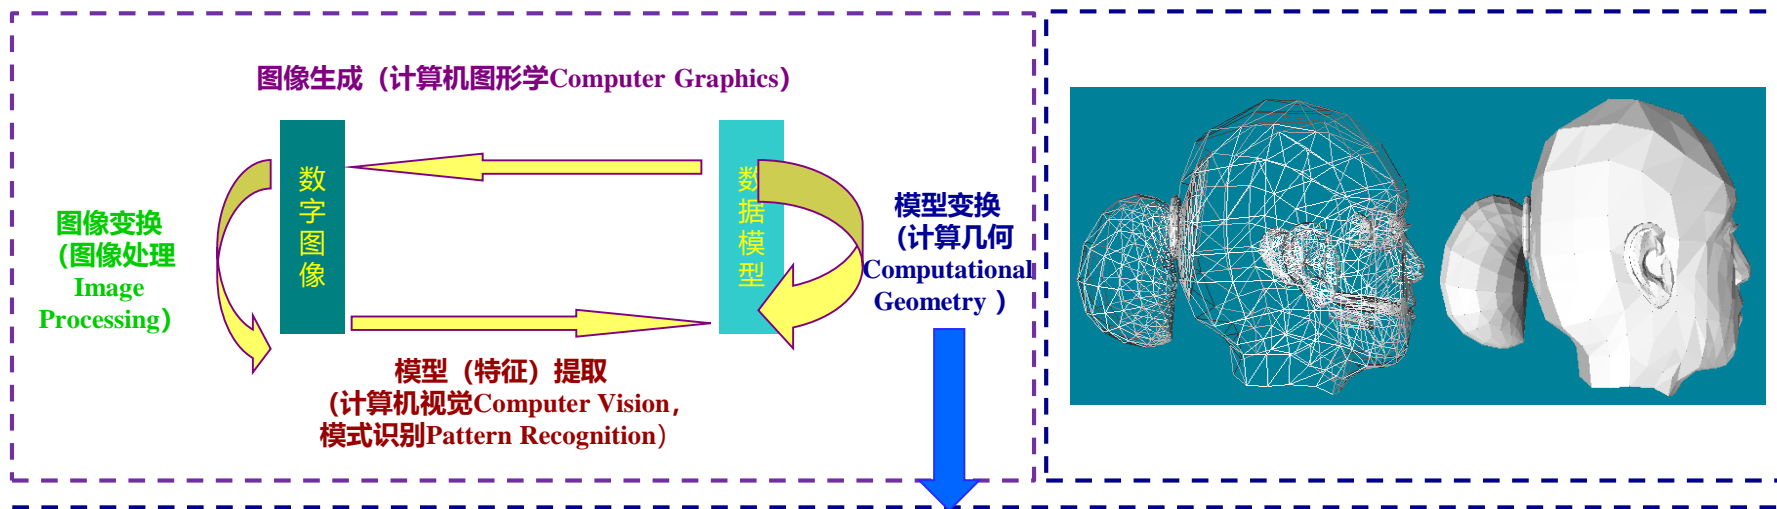 图像生成（计算机图形学Computer Graphics）
数
字
图
像
数
据
模
型
图像变换
（图像处理
Image
Processing）
模型变换
（计算几何
Computational
Geometry ）
模型（特征）提取
（计算机视觉Computer Vision，
模式识别Pattern Recognition）